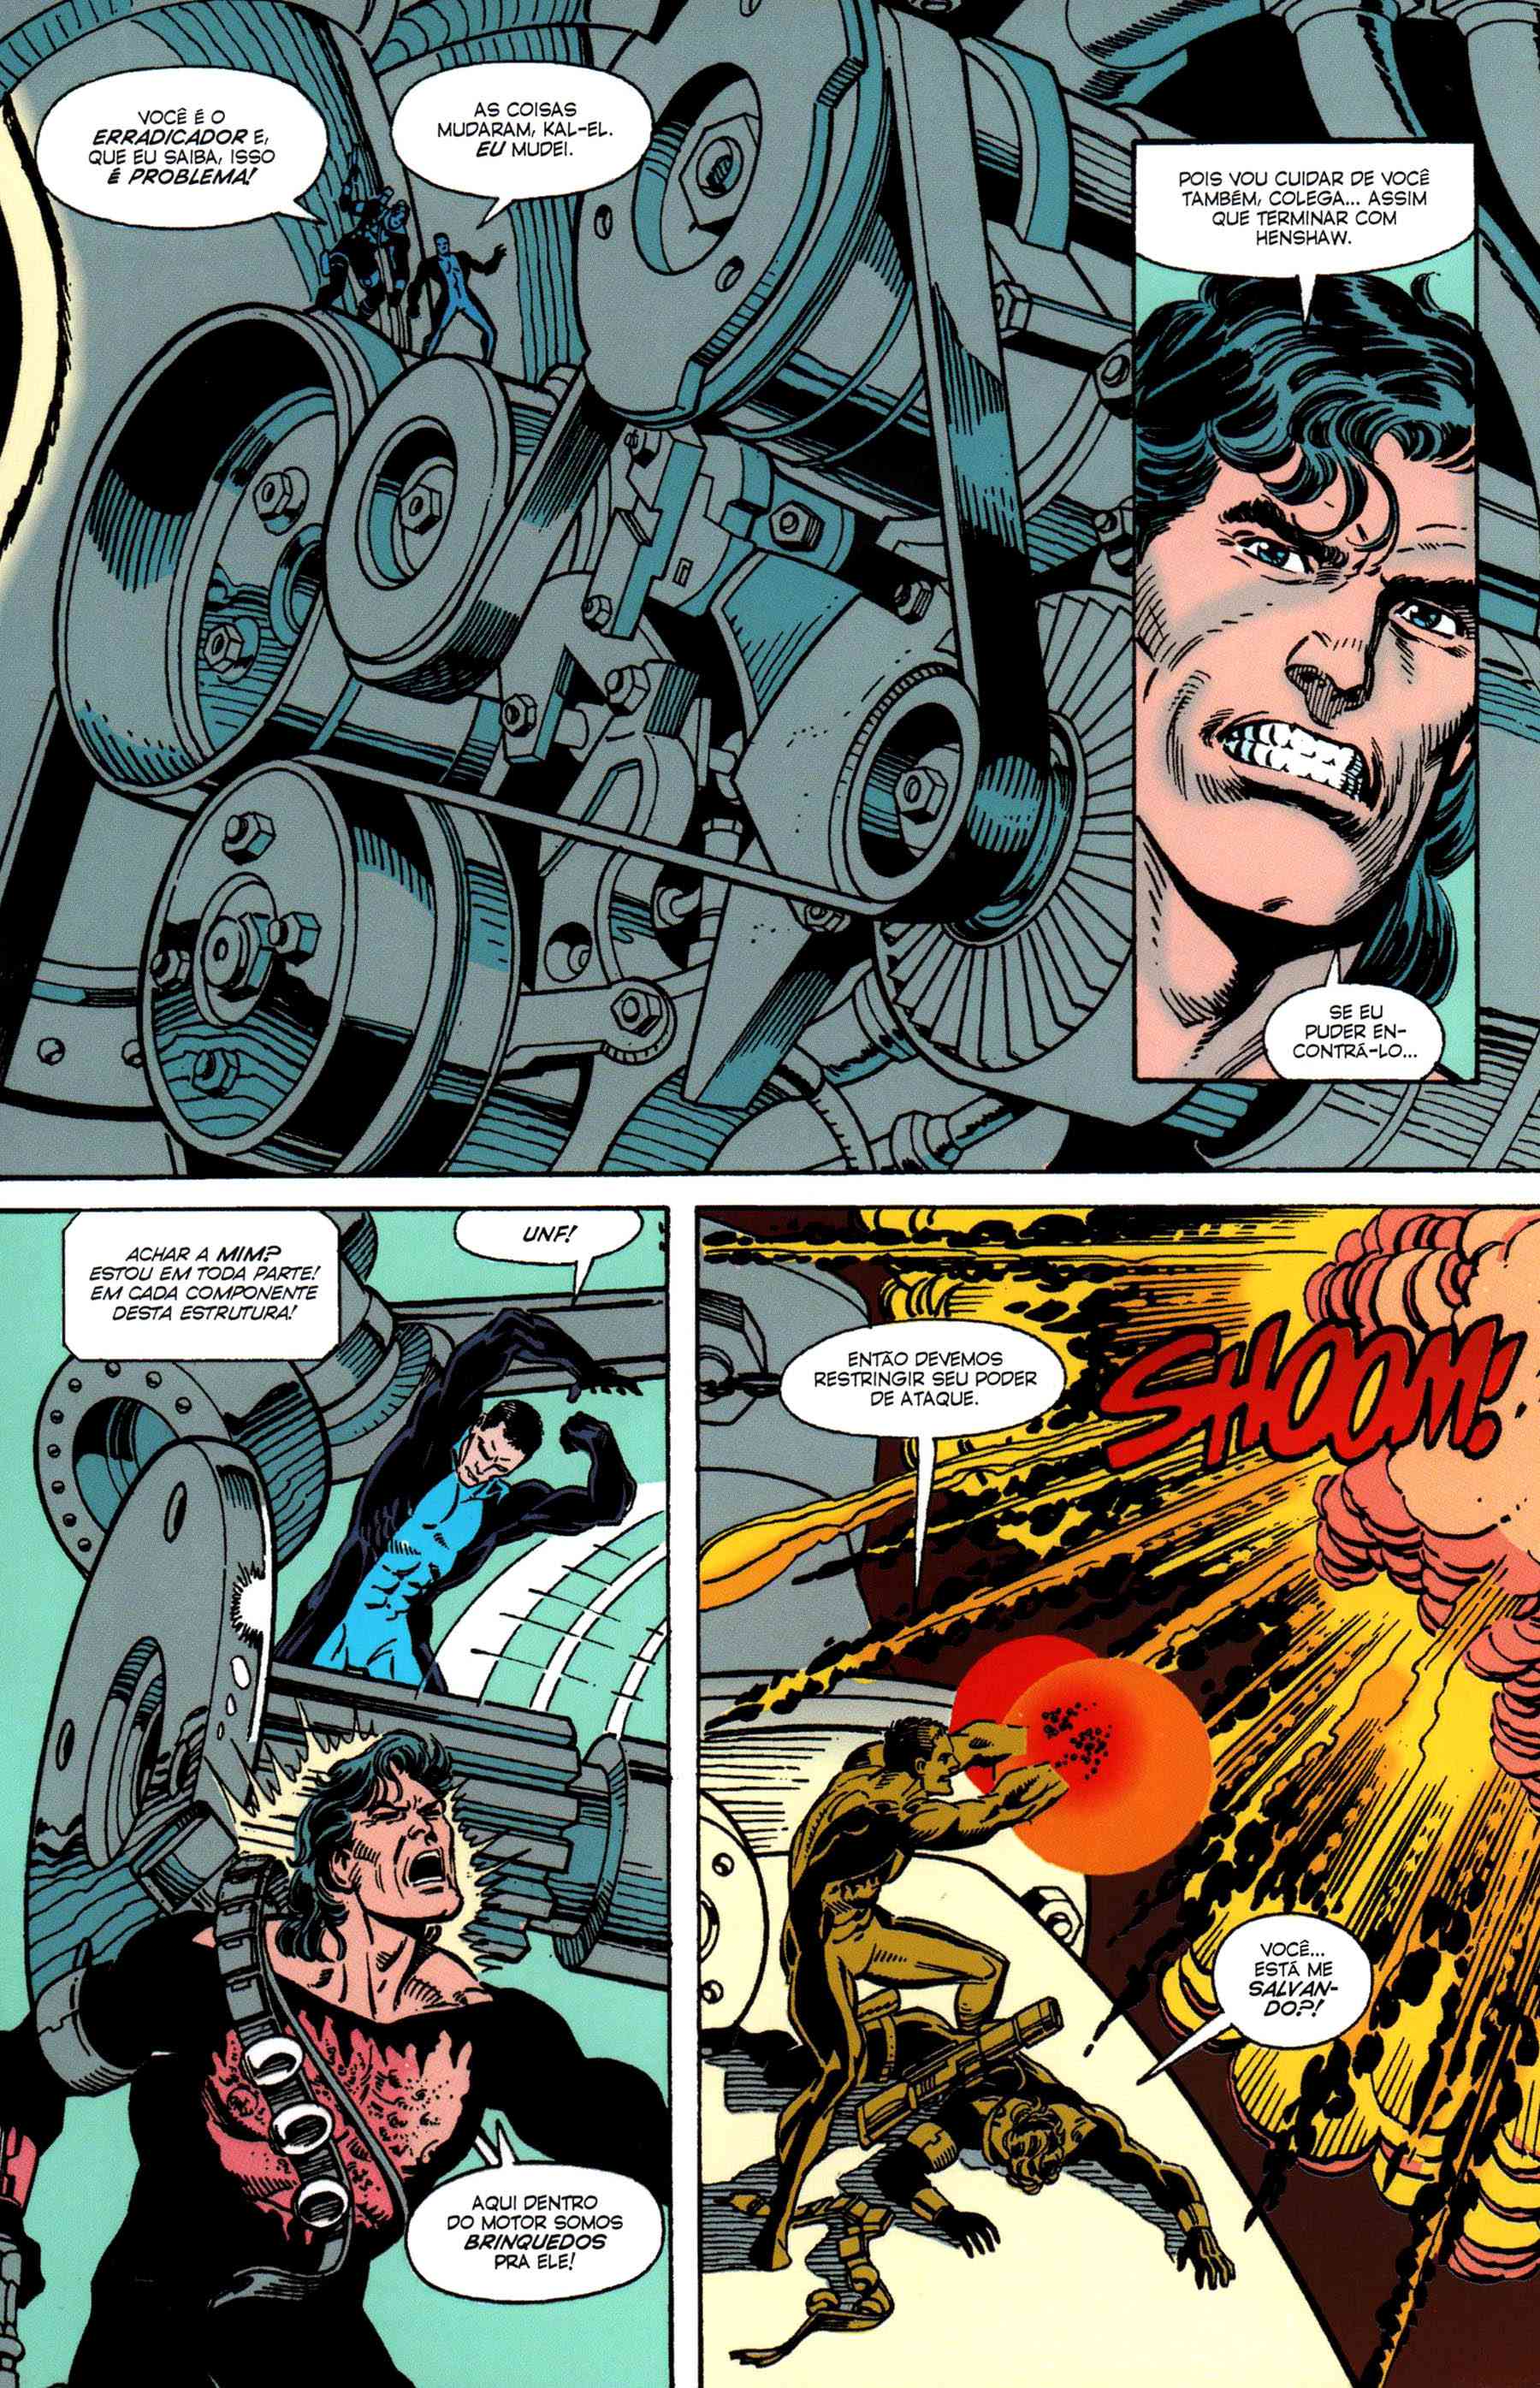 VOCÊ É O
ERRADICADOR E,
QUE EU SAIBA, ISSO
É PROBLEMA!
AS COISAS
MUDARAM, KAL-EL.
EU MUDEI.
POIS VOU CUIDAR DE VOCÊ
TAMBÉM, COLEGA... ASSIM
QUE TERMINAR COM
HENSHAW.
SE EU
PUDER EN-
CONTRÁ-LO...
ACHAR A MIM?
ESTOU EM TODA PARTE!
EM CADA COMPONENTE
DESTA ESTRUTURA!
UNF!
AQUI DENTRO
DO MOTOR SOMOS
BRINQUEDOS
PRA ELE!
ENTÃO DEVEMOS
RESTRINGIR SEU PODER
DE ATAQUE.
SHOOM!
VOCÊ...
ESTÁ ME
SALVAN-
DO?!